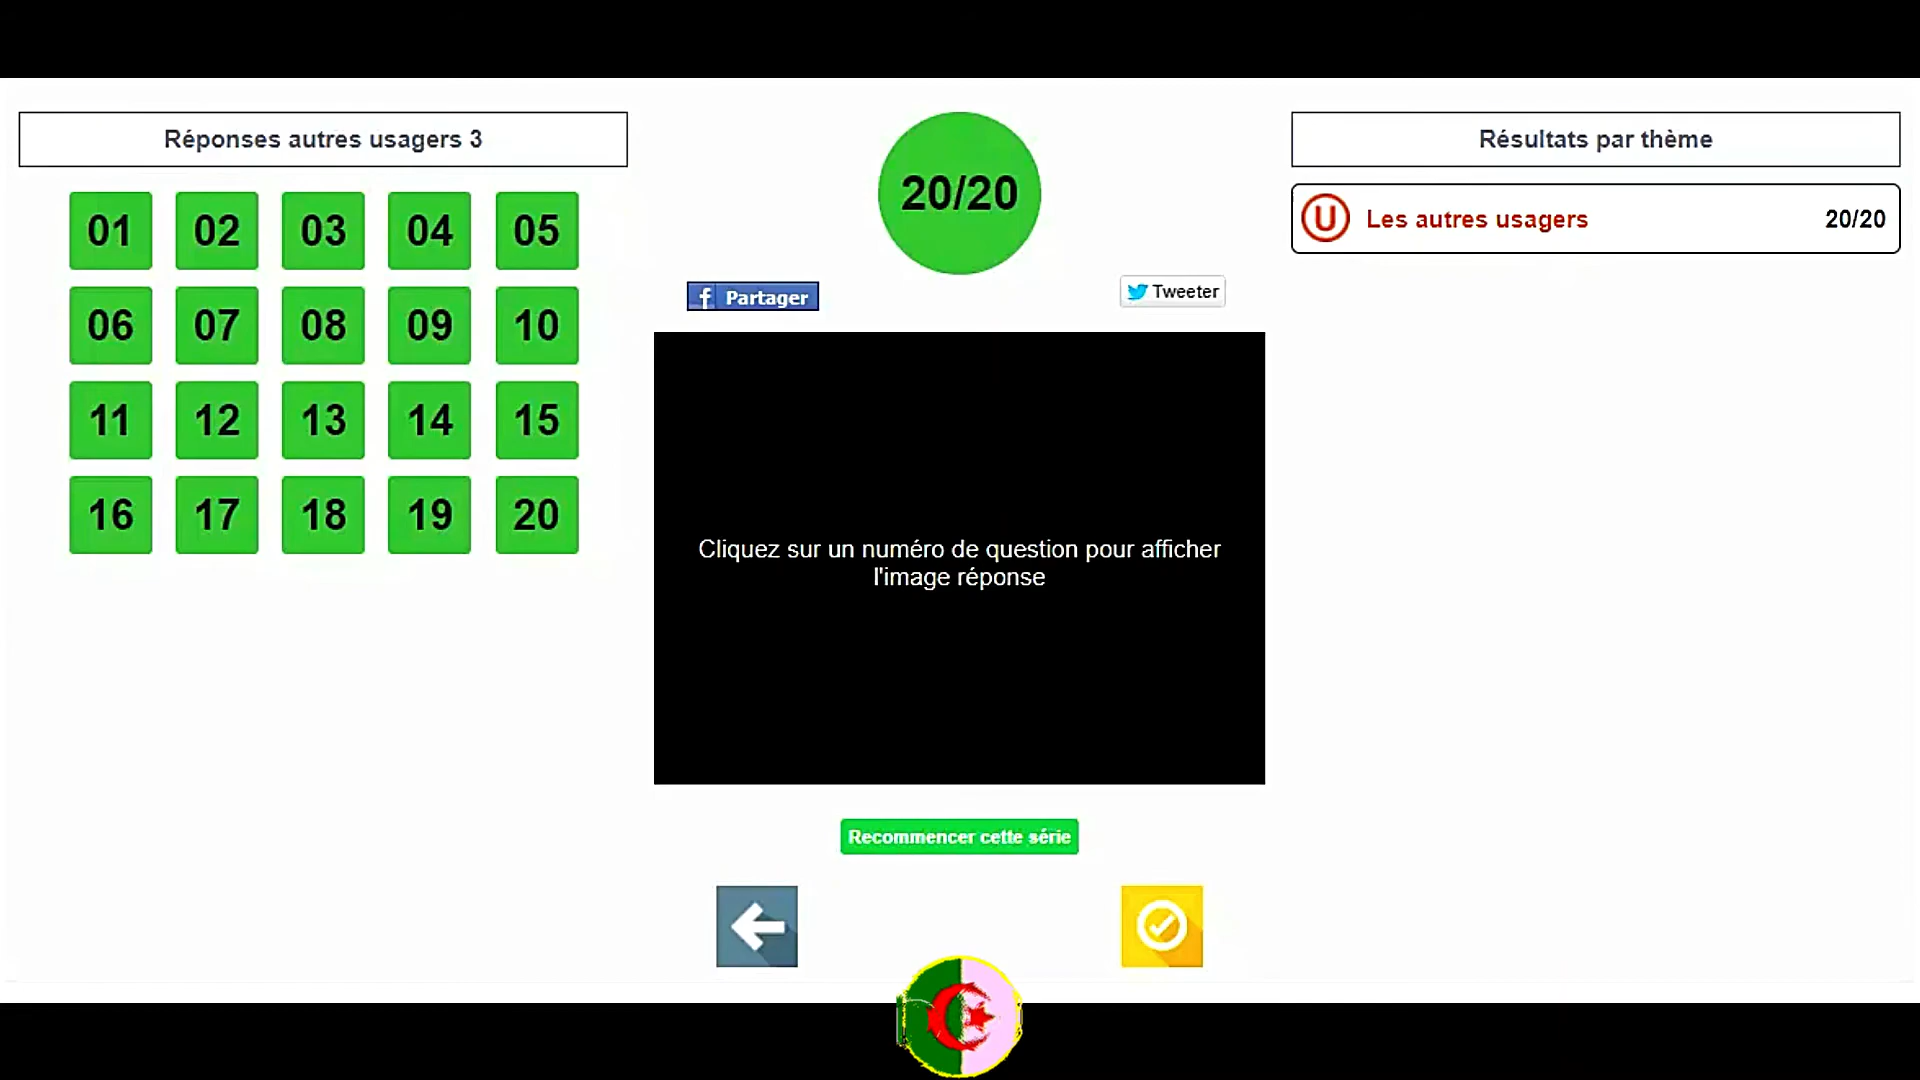 Réponses autres usagers 3
01 02 03 04 05
06 07 08 09 10
11 12 13 14 15
16 17 18 19 20
20/20
f Partager
Tweeter
Cliquez sur un numéro de question pour afficher
l'image réponse
Recommencer cette série
Résultats par thème
U Les autres usagers 20/20